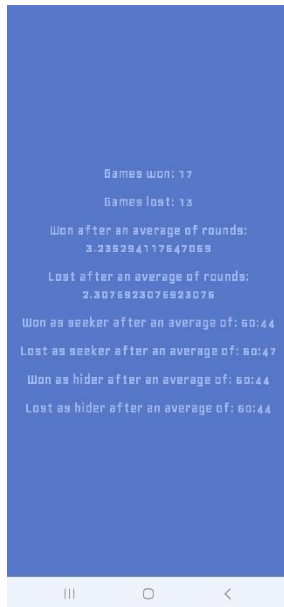 Games won: 17
Games lost: 13
Won after an average of rounds:
3.235294117647059
Lost after an average of rounds:
2.3076923076923075
Won as seeker after an average of: 60:44
Lost as seeker after an average of: 60:47
Won as hider after an average of: 60:44
Lost as hider after an average of: 60:44